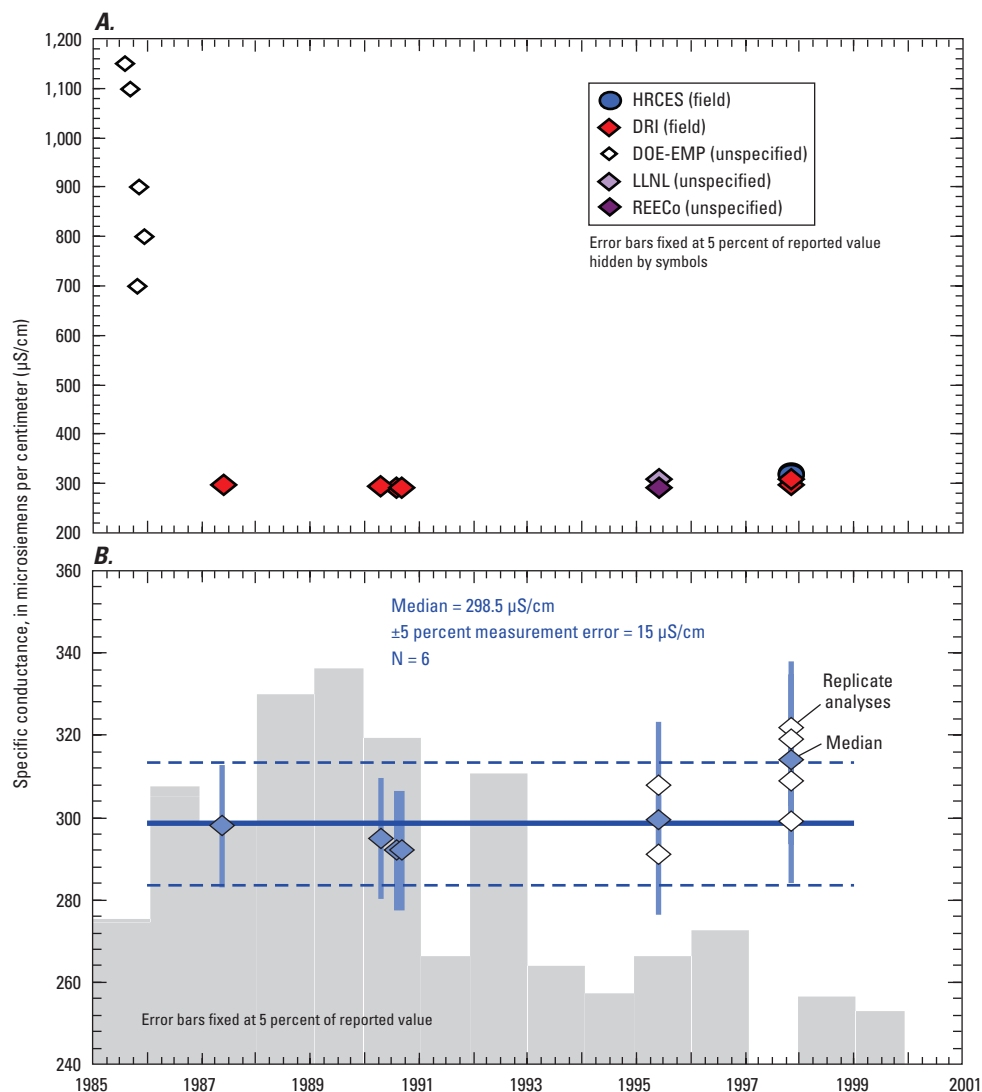 A.
1,200
1,100
1,000
900
800
700
600
500
400
300
200
HRCES (field)
DRI (field)
DOE-EMP (unspecified)
LLNL (unspecified)
REECo (unspecified)
Error bars fixed at 5 percent of reported value
hidden by symbols
Specific conductance, in microsiemens per centimeter (µS/cm)
B.
360
340
320
300
280
260
240
Median = 298.5 µS/cm
±5 percent measurement error = 15 µS/cm
N = 6
Replicate
analyses
Median
Error bars fixed at 5 percent of reported value
1985 1987 1989 1991 1993 1995 1997 1999 2001